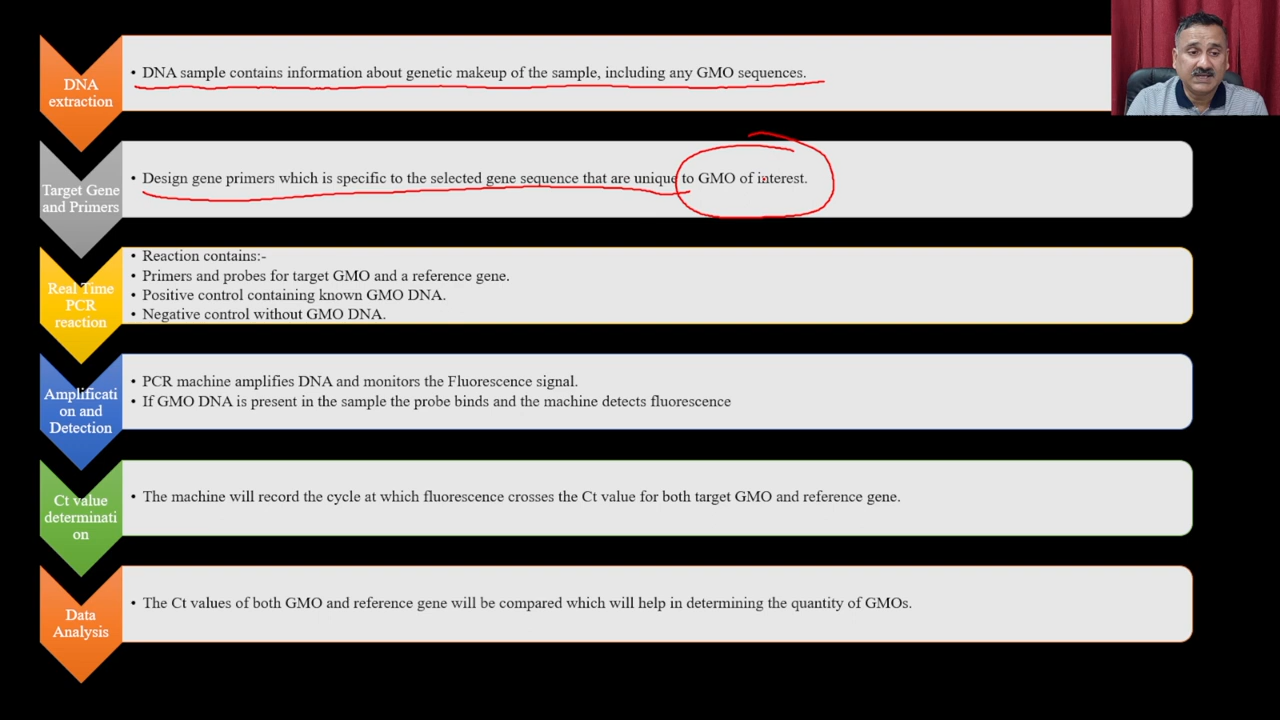 DNA
extraction
• DNA sample contains information about genetic makeup of the sample, including any GMO sequences.
Target Gene
and Primers
• Design gene primers which is specific to the selected gene sequence that are unique to GMO of interest.
Real Time
PCR
reaction
• Reaction contains:-
• Primers and probes for target GMO and a reference gene.
• Positive control containing known GMO DNA.
• Negative control without GMO DNA.
Amplificati
on and
Detection
• PCR machine amplifies DNA and monitors the Fluorescence signal.
• If GMO DNA is present in the sample the probe binds and the machine detects fluorescence
Ct value
determinati
on
• The machine will record the cycle at which fluorescence crosses the Ct value for both target GMO and reference gene.
Data
Analysis
• The Ct values of both GMO and reference gene will be compared which will help in determining the quantity of GMOs.